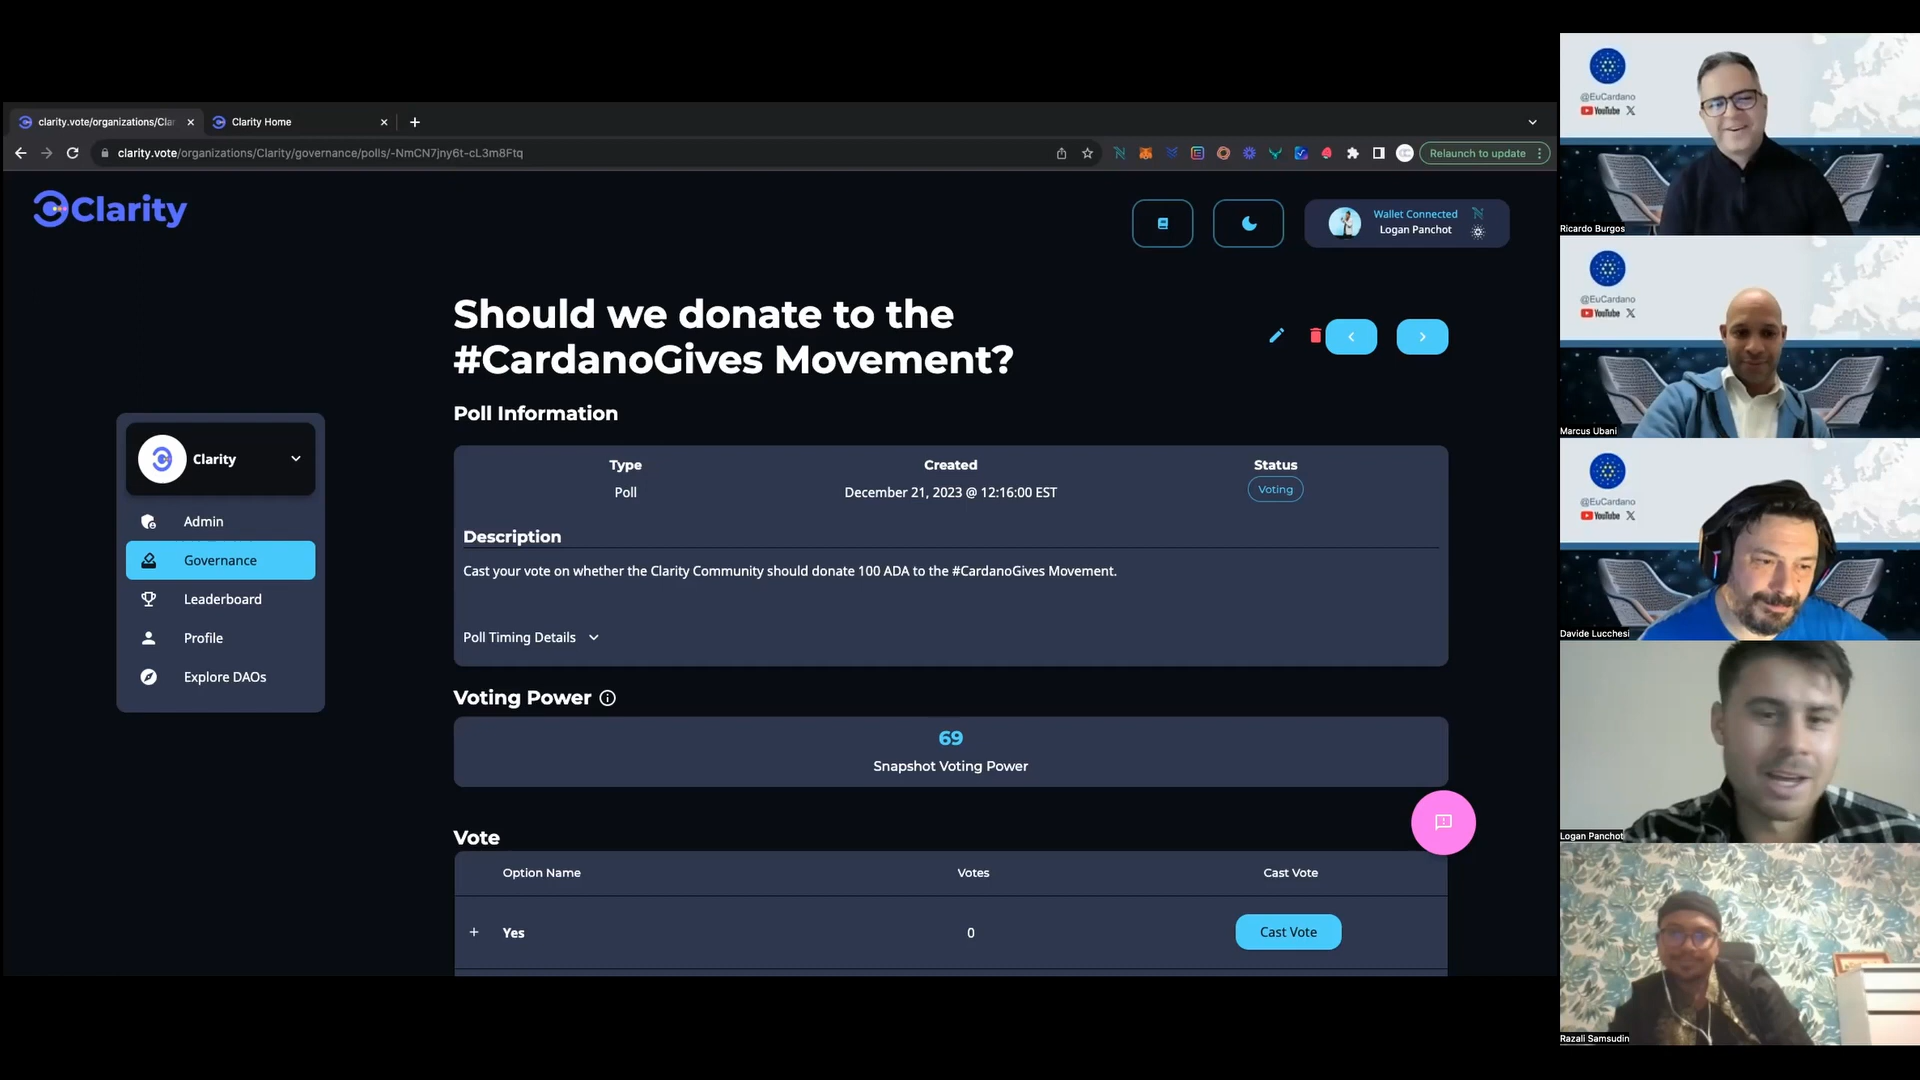 clarity.vote/organizations/Clar
Clarity Home
clarity.vote/organizations/Clarity/governance/polls/-NmCN7jny6t-cL3m8Ftq
Relaunch to update
Clarity
Wallet Connected
Logan Panchot
Should we donate to the
#CardanoGives Movement?
Poll Information
Clarity
Admin
Governance
Leaderboard
Profile
Explore DAOs
Type
Created
Status
Poll
December 21, 2023 @ 12:16:00 EST
Voting
Description
Cast your vote on whether the Clarity Community should donate 100 ADA to the #CardanoGives Movement.
Poll Timing Details
Voting Power
69
Snapshot Voting Power
Vote
Option Name
Votes
Cast Vote
Yes
0
Cast Vote
@EuCardano
YouTube X
Ricardo Burgos
@EuCardano
YouTube X
Marcus Ubani
@EuCardano
YouTube X
Davide Lucchesi
Logan Panchot
Razali Samsudin